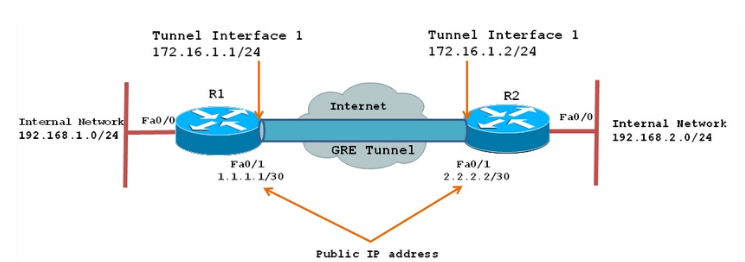 Tunnel Interface 1
172.16.1.1/24
Tunnel Interface 1
172.16.1.2/24
R1
R2
Internet
Internal Network
192.168.1.0/24
Fa0/0
Fa0/0
Internal Network
192.168.2.0/24
GRE Tunnel
Fa0/1
1.1.1.1/30
Fa0/1
2.2.2.2/30
Public IP address